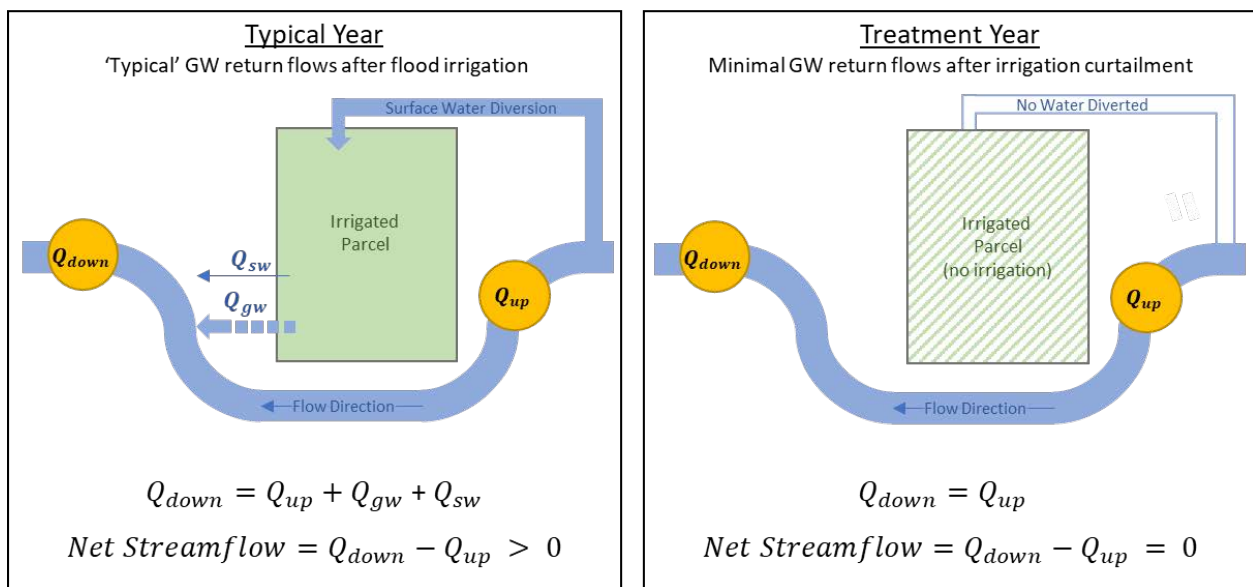 Typical Year
‘Typical’ GW return flows after flood irrigation
Surface Water Diversion
Irrigated
Parcel
Q_down
Q_sw
Q_gw
Q_up
Flow Direction
Q_down = Q_up + Q_gw + Q_sw
Net Streamflow = Q_down − Q_up > 0
Treatment Year
Minimal GW return flows after irrigation curtailment
No Water Diverted
Irrigated
Parcel
(no irrigation)
Q_down
Q_up
Flow Direction
Q_down = Q_up
Net Streamflow = Q_down − Q_up = 0